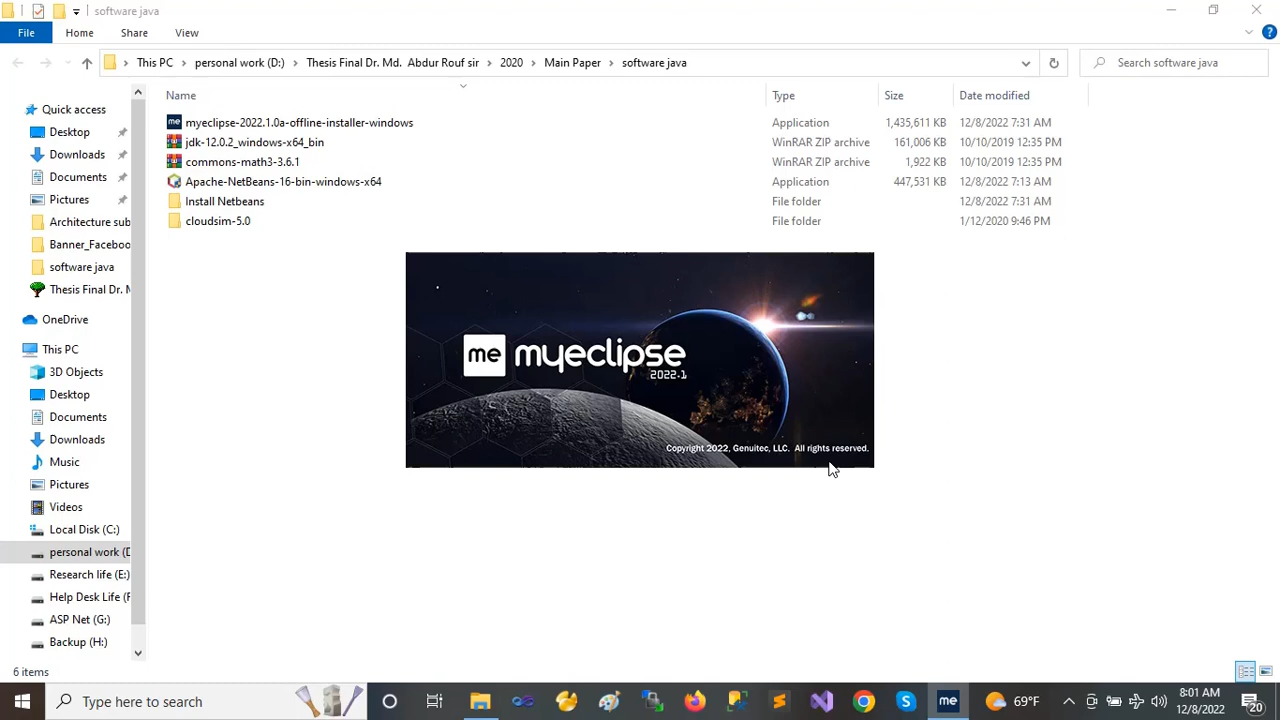 software java
File Home Share View
This PC personal work (D:) Thesis Final Dr. Md. Abdur Rouf sir 2020 Main Paper software java Search software java
Name Type Size Date modified
myeclipse-2022.1.0a-offline-installer-windows Application 1,435,611 KB 12/8/2022 7:31 AM
jdk-12.0.2_windows-x64_bin WinRAR ZIP archive 161,006 KB 10/10/2019 12:35 PM
commons-math3-3.6.1 WinRAR ZIP archive 1,922 KB 10/10/2019 12:35 PM
Apache-NetBeans-16-bin-windows-x64 Application 447,531 KB 12/8/2022 7:13 AM
Install Netbeans File folder 12/8/2022 7:31 AM
cloudsim-5.0 File folder 1/12/2020 9:46 PM
Quick access
Desktop
Downloads
Documents
Pictures
Architecture sub
Banner_Faceboo
software java
Thesis Final Dr. M
OneDrive
This PC
3D Objects
Desktop
Documents
Downloads
Music
Pictures
Videos
Local Disk (C:)
personal work (D
Research life (E:)
Help Desk Life (F
ASP Net (G:)
Backup (H:)
me myeclipse
2022.1
Copyright 2022, Genuitec, LLC. All rights reserved.
6 items
Type here to search
me
69°F
8:01 AM
12/8/2022
20